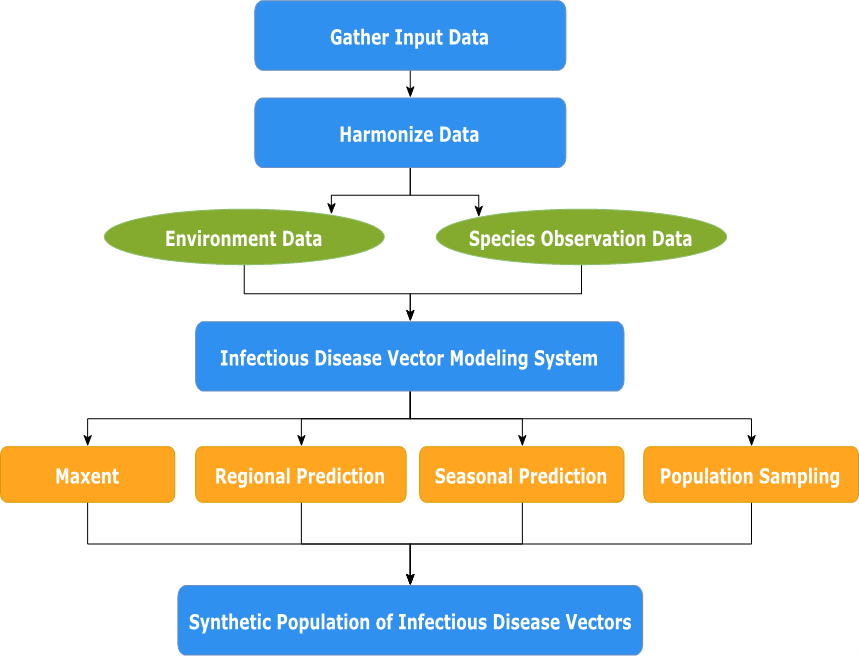 Gather Input Data
Harmonize Data
Environment Data
Species Observation Data
Infectious Disease Vector Modeling System
Maxent
Regional Prediction
Seasonal Prediction
Population Sampling
Synthetic Population of Infectious Disease Vectors